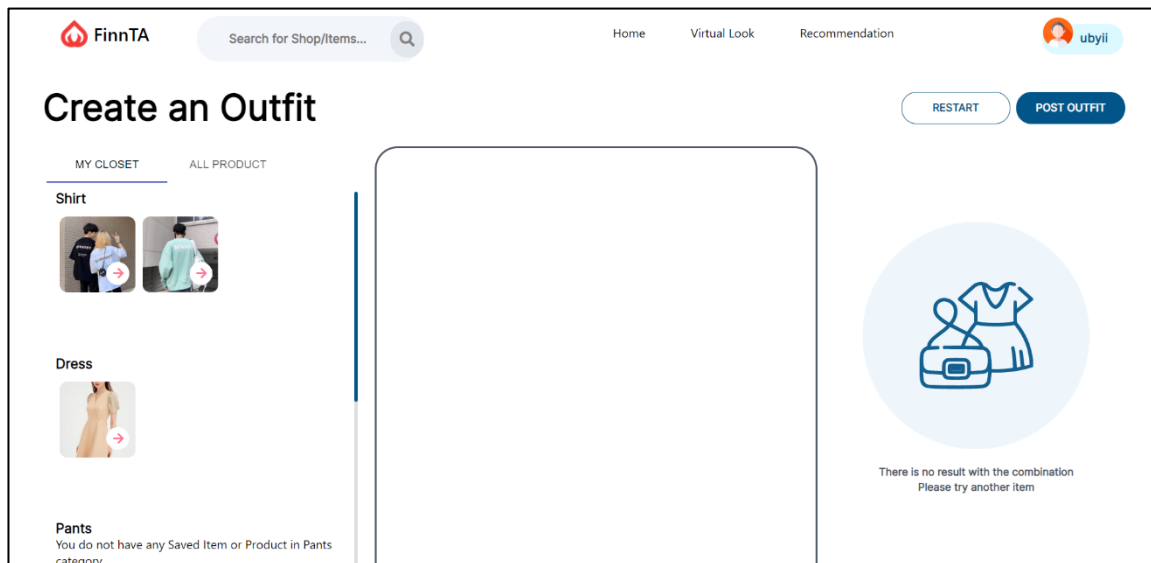 FinnTA
Search for Shop/Items...
Home
Virtual Look
Recommendation
ubyii
Create an Outfit
RESTART
POST OUTFIT
MY CLOSET
ALL PRODUCT
Shirt
Dress
There is no result with the combination
Please try another item
Pants
You do not have any Saved Item or Product in Pants
category